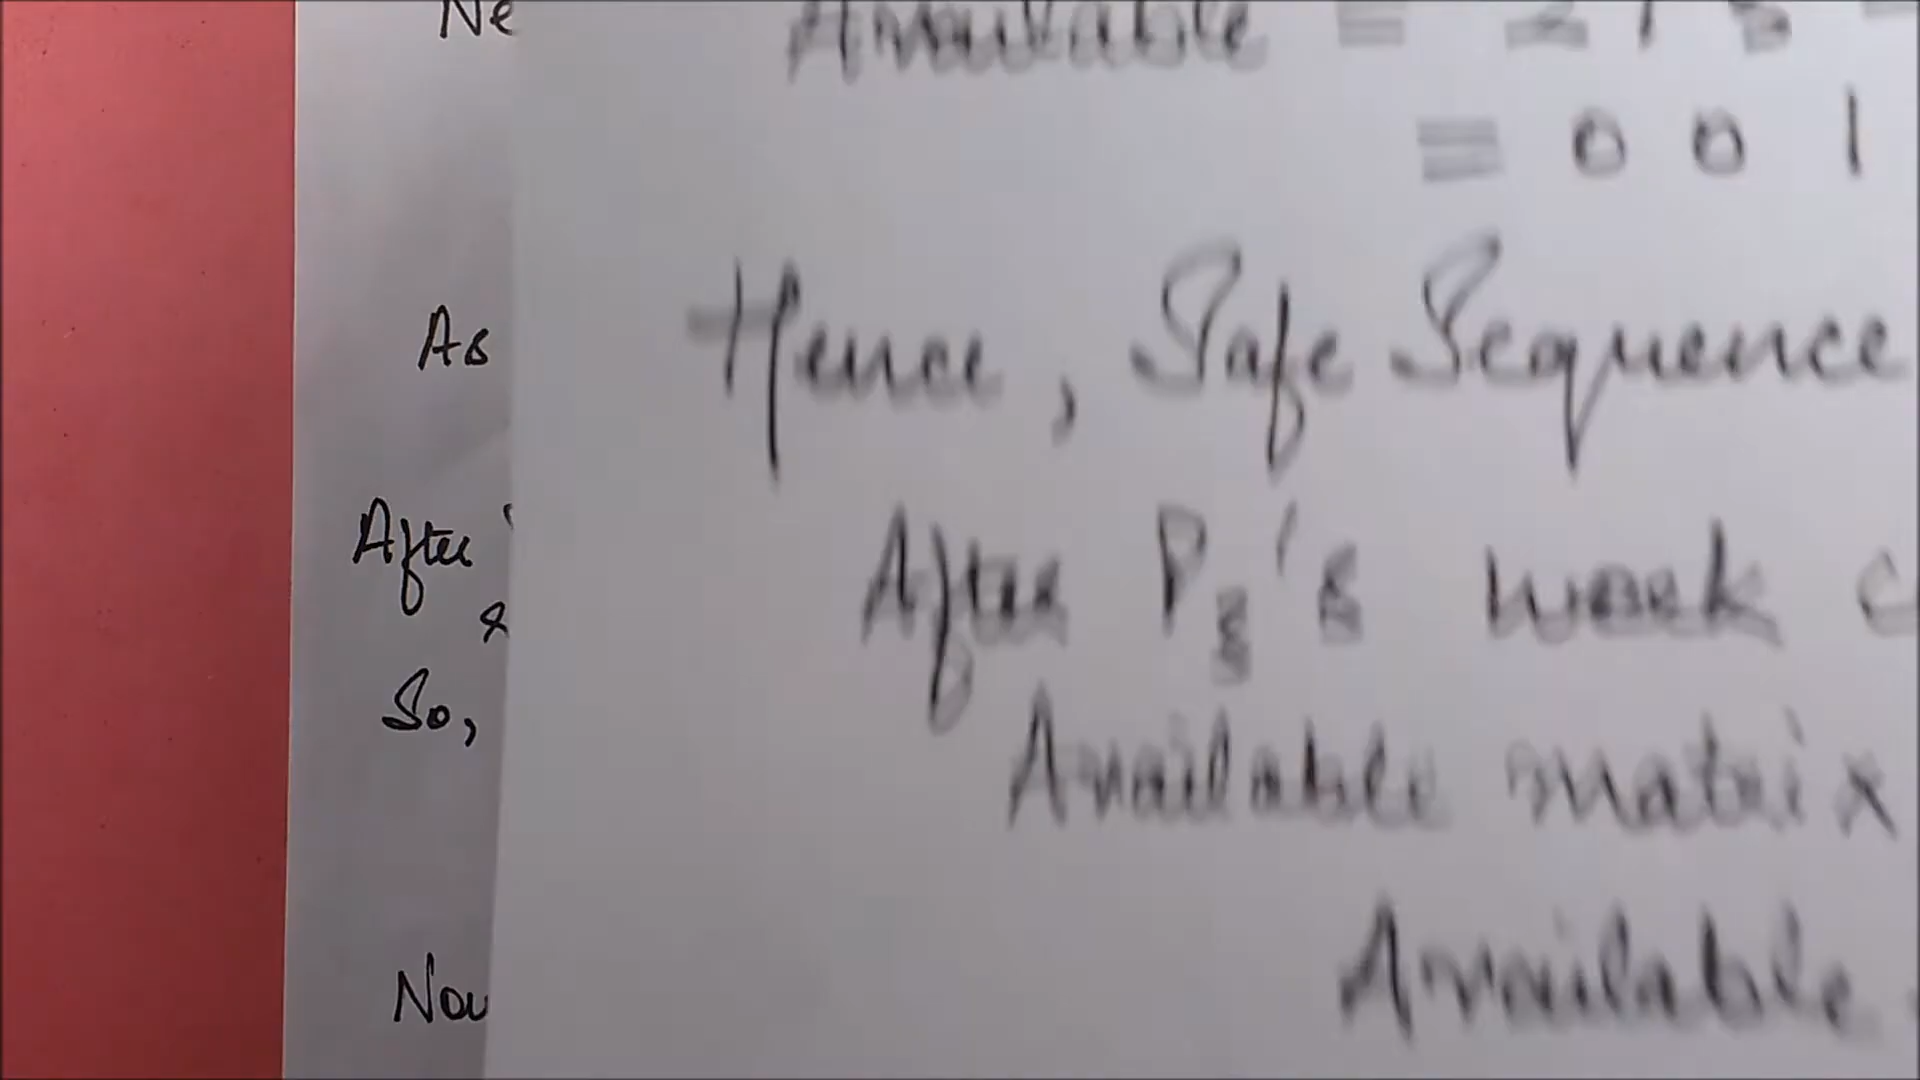 Ne
As
After
&
So,
Now
Available = 2 1
= 0 0 1
Hence, Safe Sequence
After P3's work
Available matrix
Available